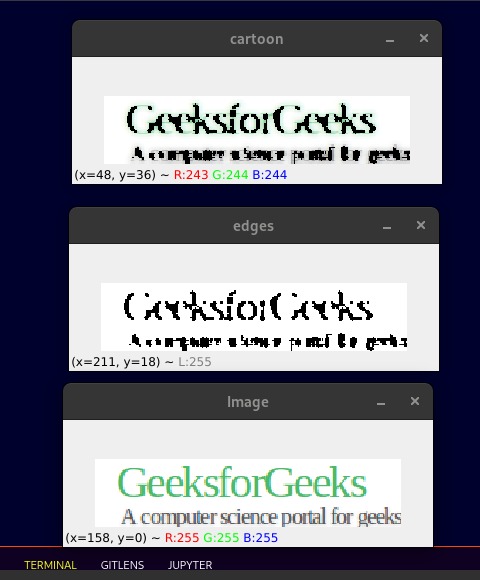 cartoon
GeeksforGeeks
A computer science portal for geeks
(x=48, y=36) ~ R:243 G:244 B:244
edges
GeeksforGeeks
A computer science portal for geeks
(x=211, y=18) ~ L:255
Image
GeeksforGeeks
A computer science portal for geeks
(x=158, y=0) ~ R:255 G:255 B:255
TERMINAL GITLENS JUPYTER